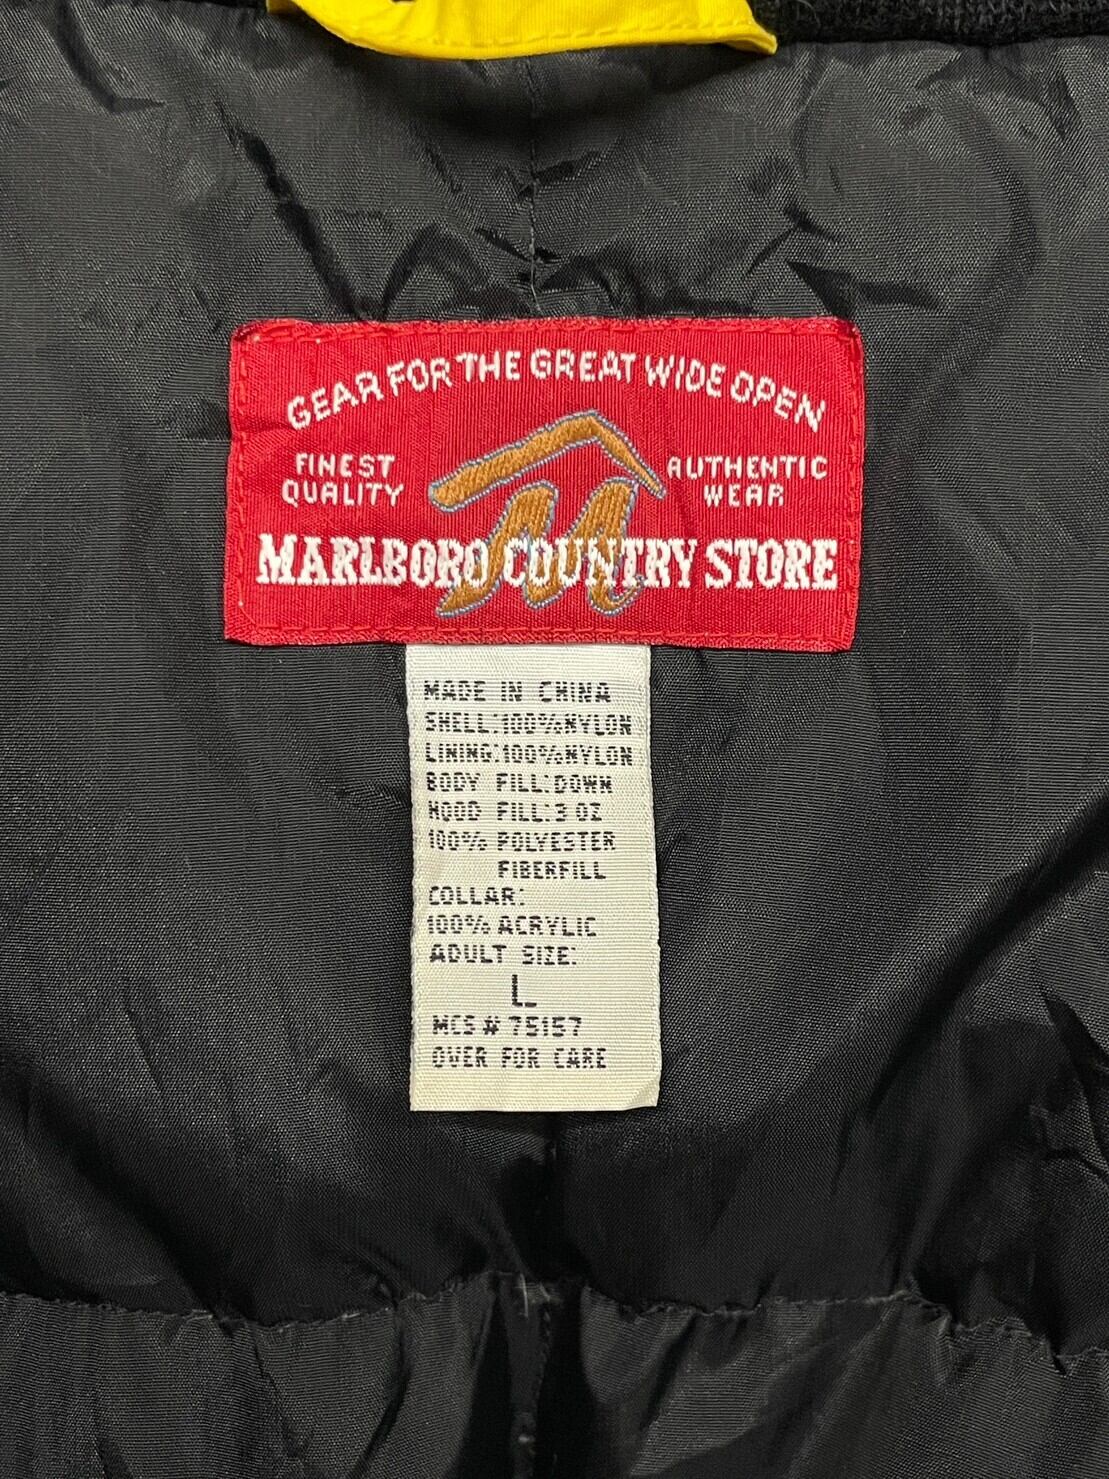 GEAR FOR THE GREAT WIDE OPEN
FINEST
QUALITY
AUTHENTIC
WEAR
M
MARLBORO COUNTRY STORE
MADE IN CHINA
SHELL:100%NYLON
LINING:100%NYLON
BODY FILL:DOWN
HOOD FILL:3 OZ
100% POLYESTER
FIBERFILL
COLLAR:
100% ACRYLIC
ADULT SIZE:
L
MCS # 75157
OVER FOR CARE